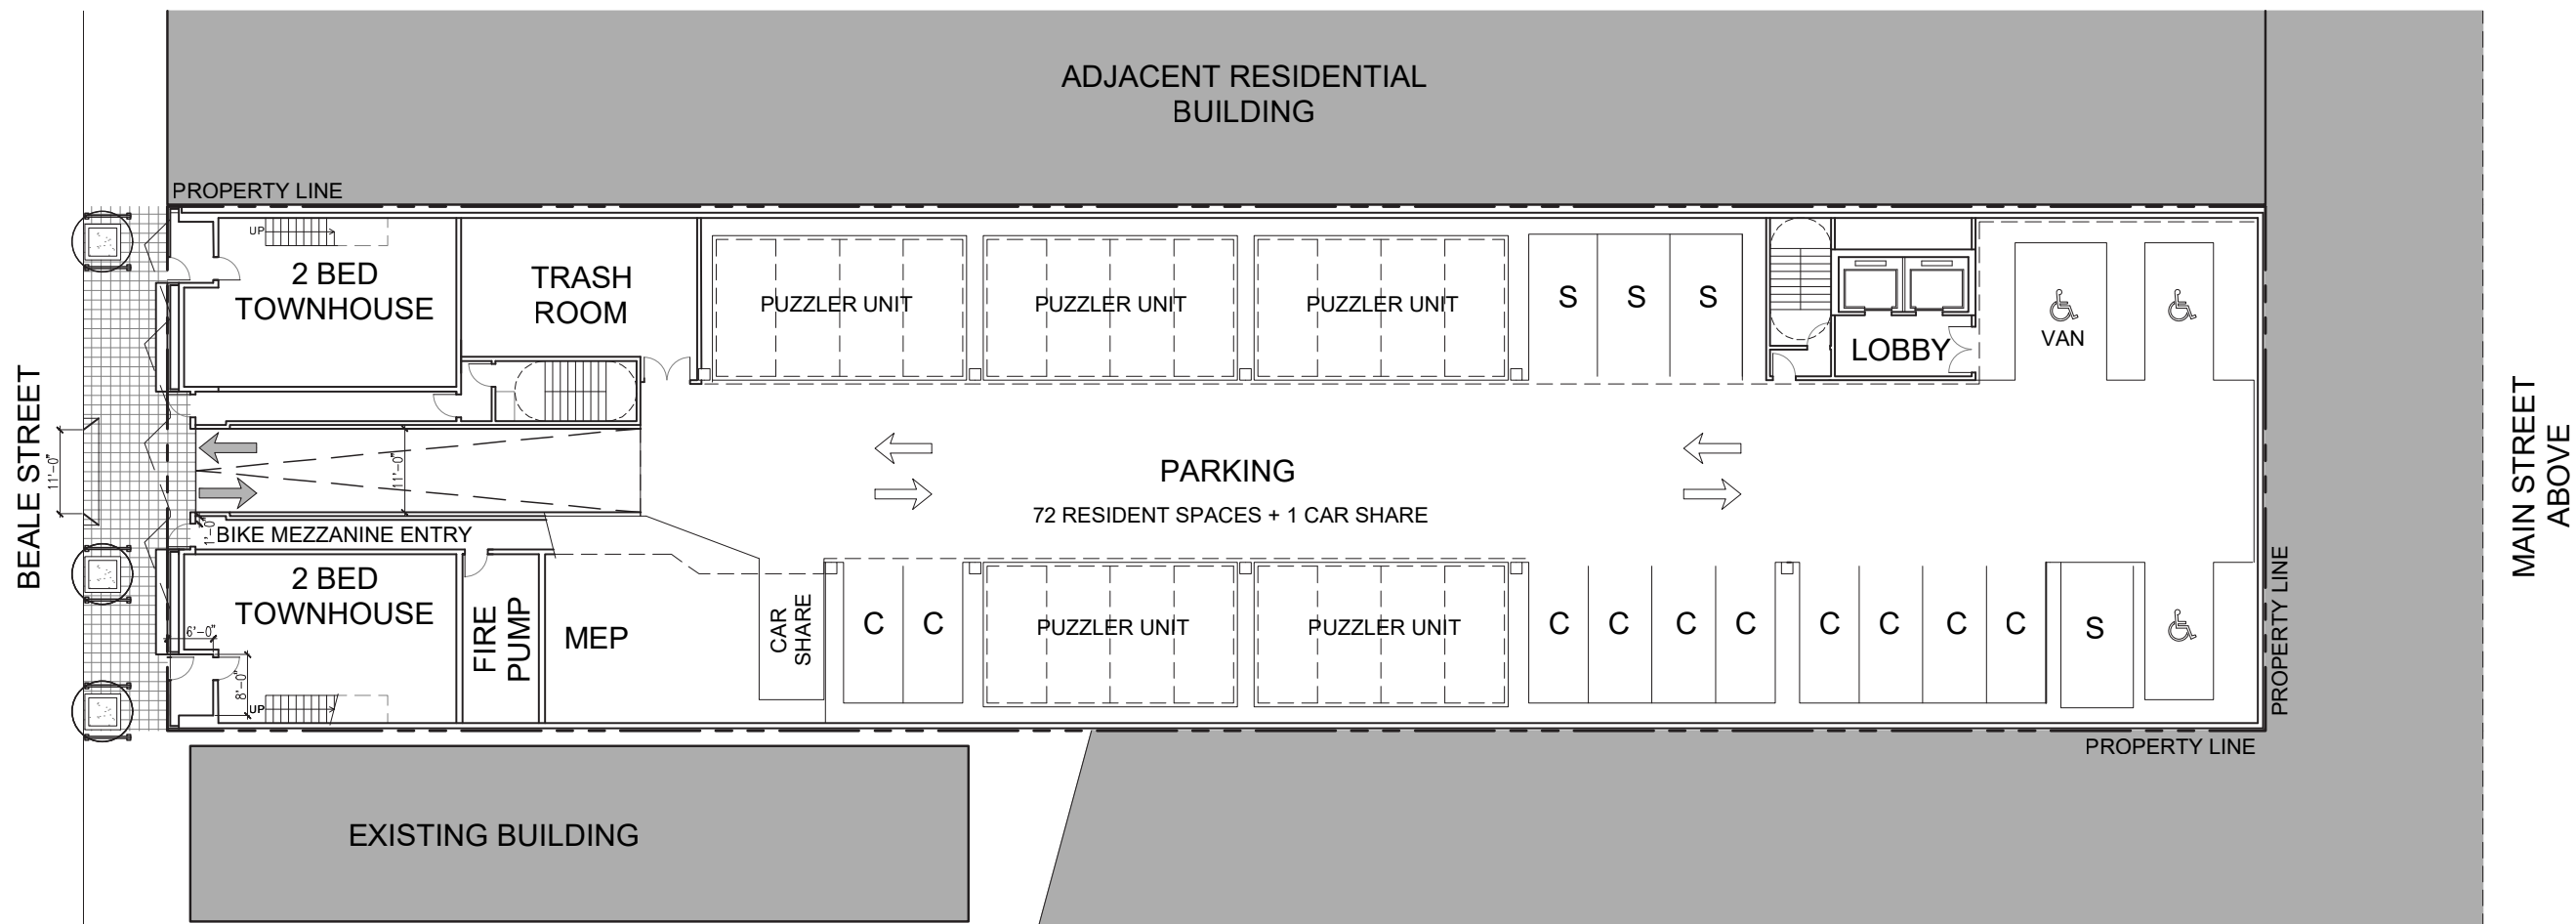 ADJACENT RESIDENTIAL
BUILDING
PROPERTY LINE
UP
2 BED
TOWNHOUSE
TRASH
ROOM
PUZZLER UNIT
PUZZLER UNIT
PUZZLER UNIT
S
S
S
LOBBY
VAN
BEALE STREET
11'-0"
11'-0"
PARKING
72 RESIDENT SPACES + 1 CAR SHARE
MAIN STREET
ABOVE
1'-0"
BIKE MEZZANINE ENTRY
2 BED
TOWNHOUSE
6'-0"
8'-0"
UP
FIRE
PUMP
MEP
CAR
SHARE
C
C
PUZZLER UNIT
PUZZLER UNIT
C
C
C
C
C
C
C
C
S
PROPERTY LINE
PROPERTY LINE
EXISTING BUILDING